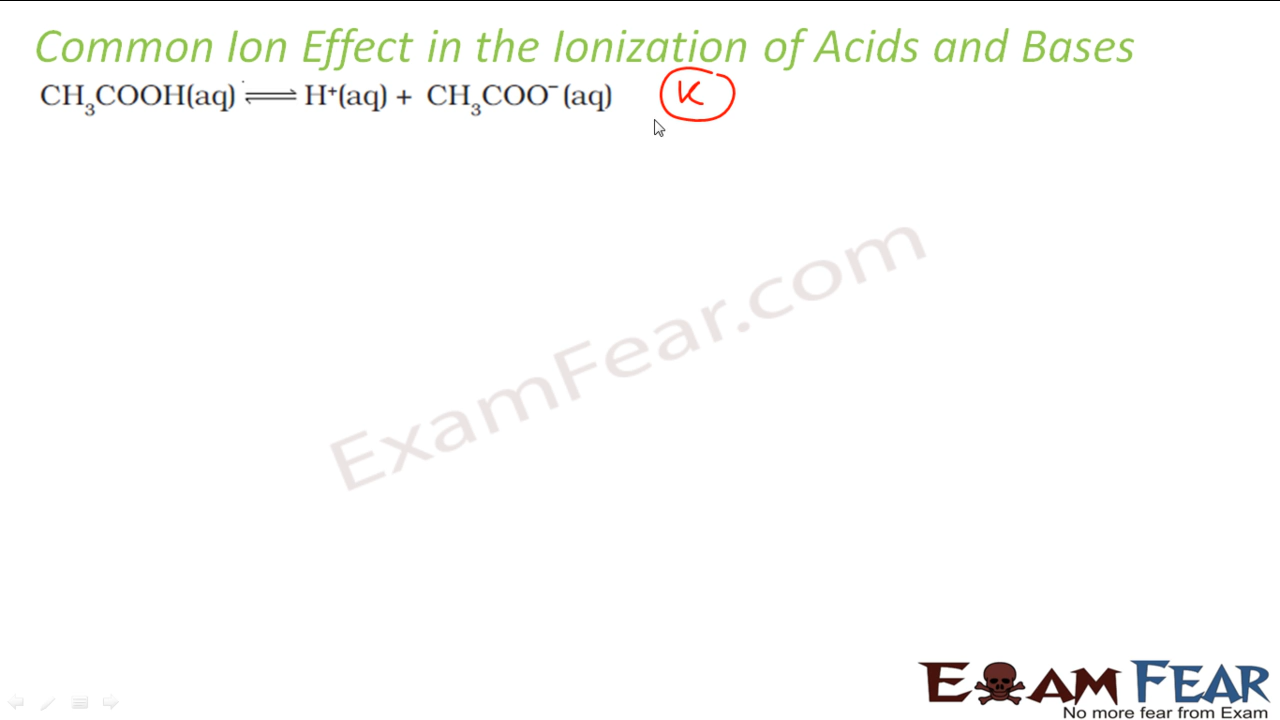 Common Ion Effect in the Ionization of Acids and Bases
CH₃COOH(aq) ⇌ H⁺(aq) + CH₃COO⁻ (aq) K
ExamFear.com
EXAM FEAR
No more fear from Exam